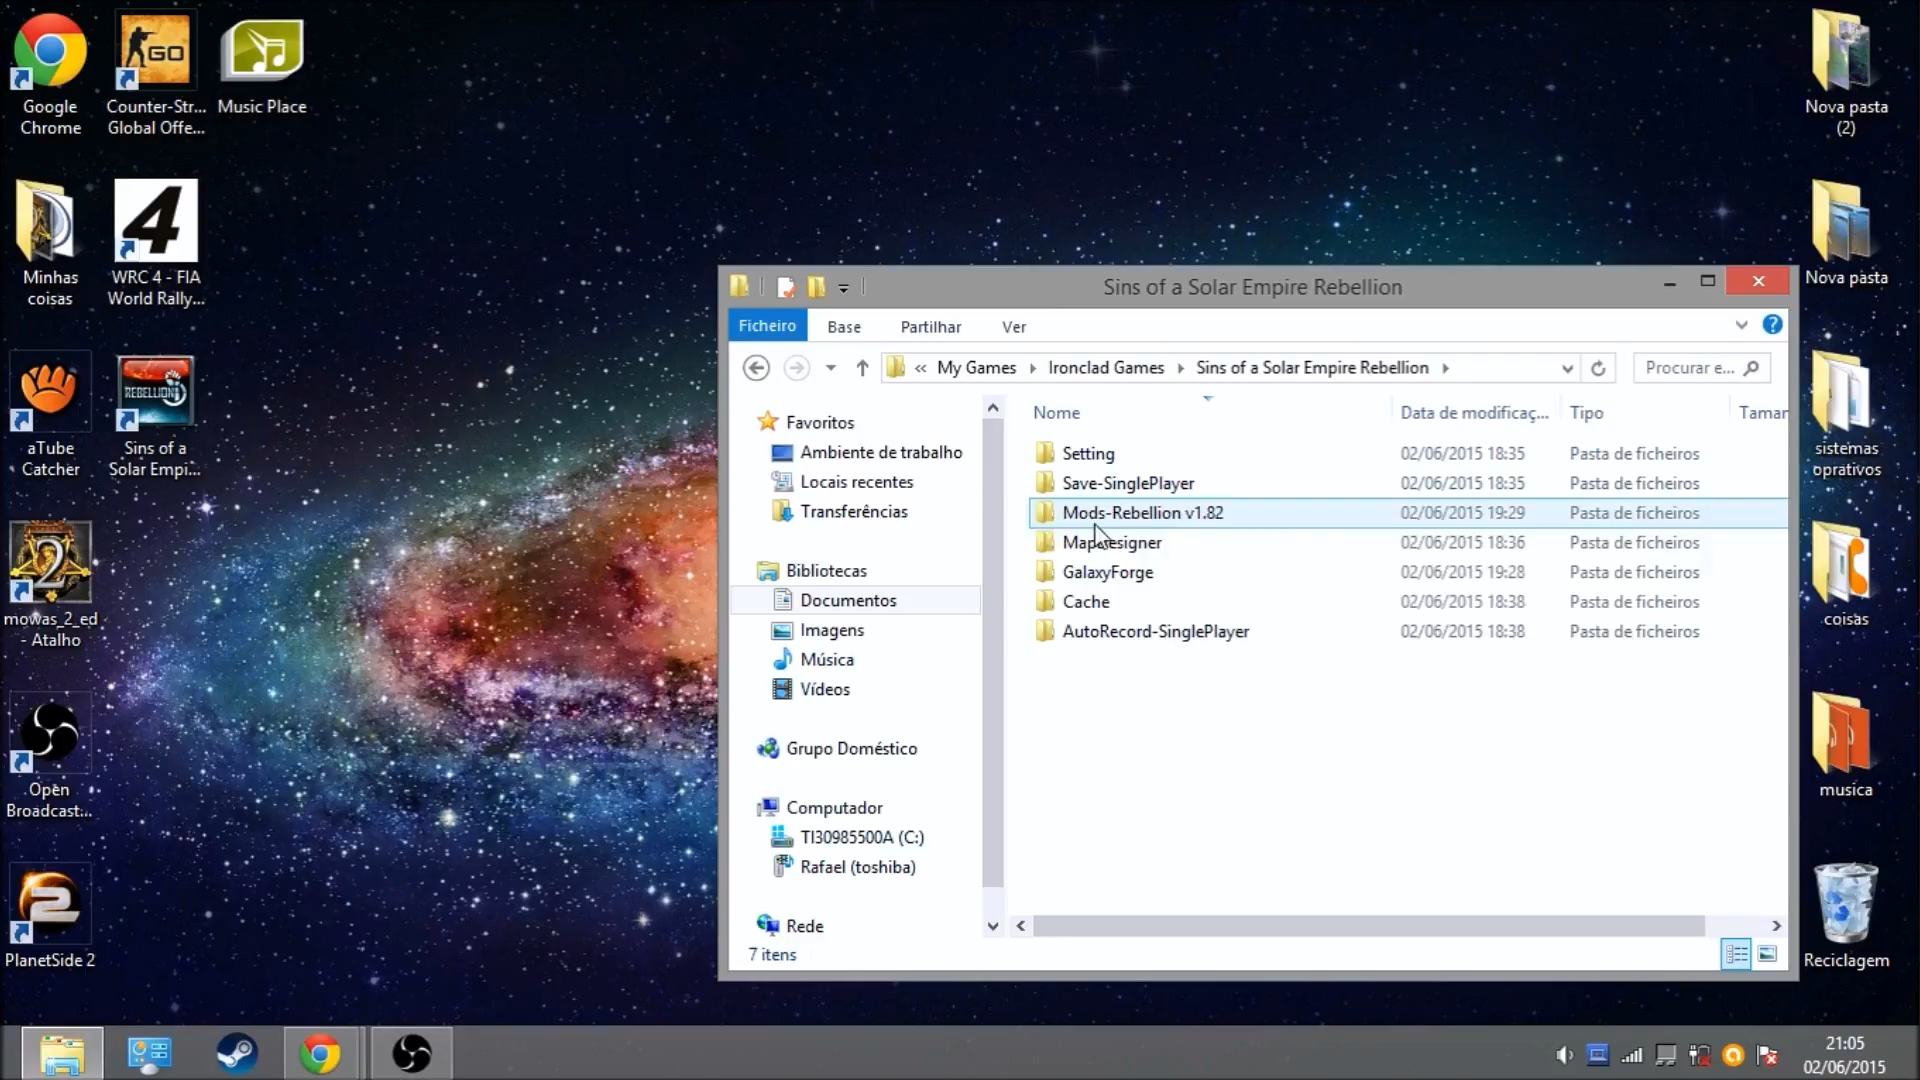 Google
Chrome
Counter-Str...
Global Offe...
Music Place
Minhas
coisas
WRC 4 - FIA
World Rally...
aTube
Catcher
Sins of a
Solar Empi...
mowas_2_ed
- Atalho
Open
Broadcast...
PlanetSide 2
GO
4
REBELLION
2
Nova pasta
(2)
Nova pasta
sistemas
oprativos
coisas
musica
Reciclagem
Sins of a Solar Empire Rebellion
Ficheiro Base Partilhar Ver
« My Games Ironclad Games Sins of a Solar Empire Rebellion
Procurar e...
Favoritos
Ambiente de trabalho
Locais recentes
Transferências
Bibliotecas
Documentos
Imagens
Música
Vídeos
Grupo Doméstico
Computador
TI30985500A (C:)
Rafael (toshiba)
Rede
Nome Data de modificaç... Tipo Tamar
Setting 02/06/2015 18:35 Pasta de ficheiros
Save-SinglePlayer 02/06/2015 18:35 Pasta de ficheiros
Mods-Rebellion v1.82 02/06/2015 19:29 Pasta de ficheiros
MapDesigner 02/06/2015 18:36 Pasta de ficheiros
GalaxyForge 02/06/2015 19:28 Pasta de ficheiros
Cache 02/06/2015 18:38 Pasta de ficheiros
AutoRecord-SinglePlayer 02/06/2015 18:38 Pasta de ficheiros
7 itens
21:05
02/06/2015